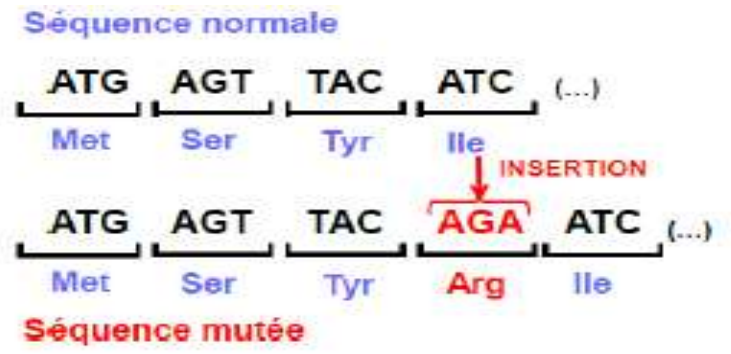 Séquence normale
ATG AGT TAC ATC (...)
Met Ser Tyr Ile
INSERTION
ATG AGT TAC AGA ATC (...)
Met Ser Tyr Arg Ile
Séquence mutée